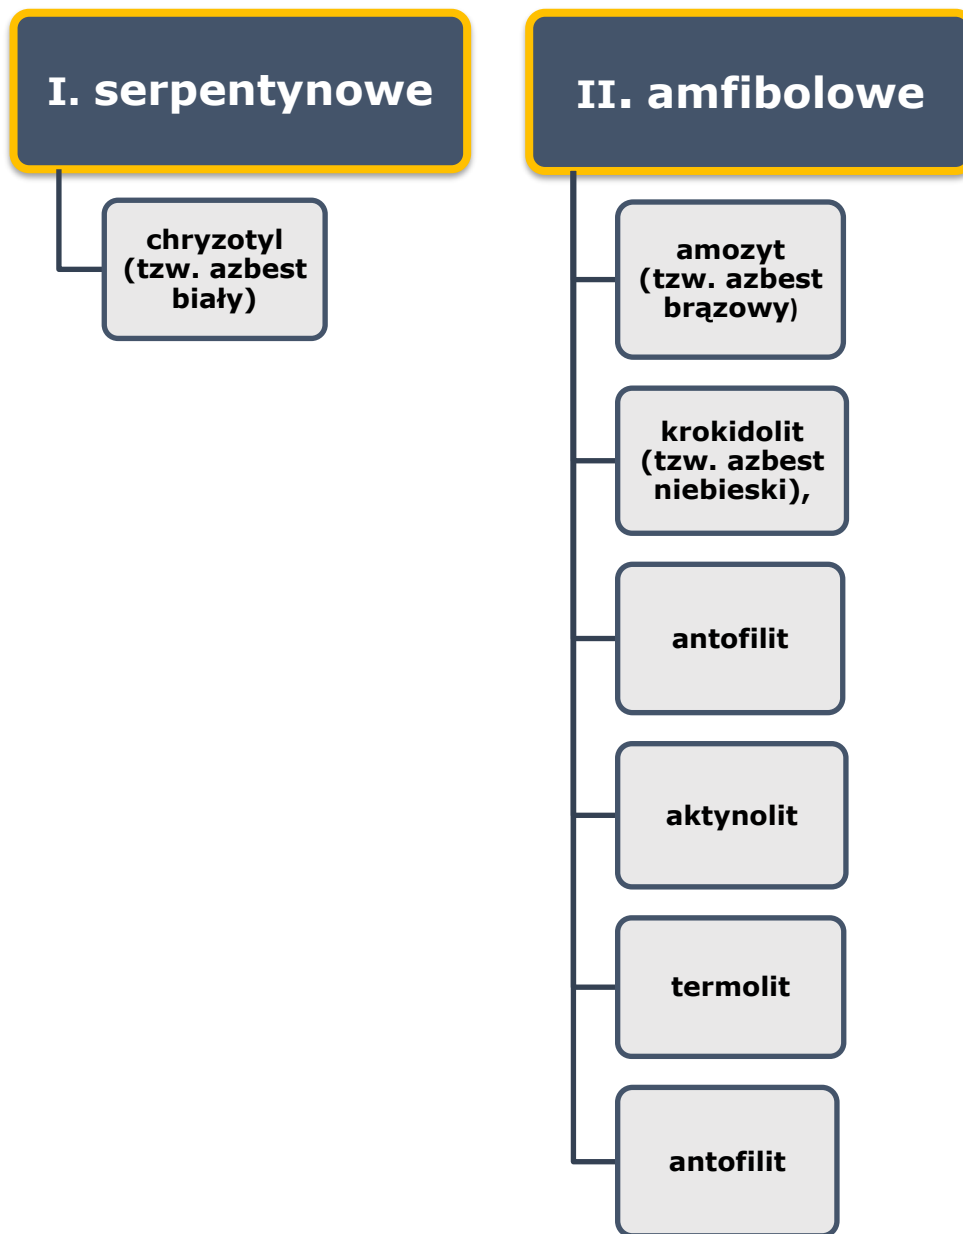 I. serpentynowe
chryzotyl
(tzw. azbest
biały)
II. amfibolowe
amozyt
(tzw. azbest
brązowy)
krokidolit
(tzw. azbest
niebieski),
antofilit
aktynolit
termolit
antofilit